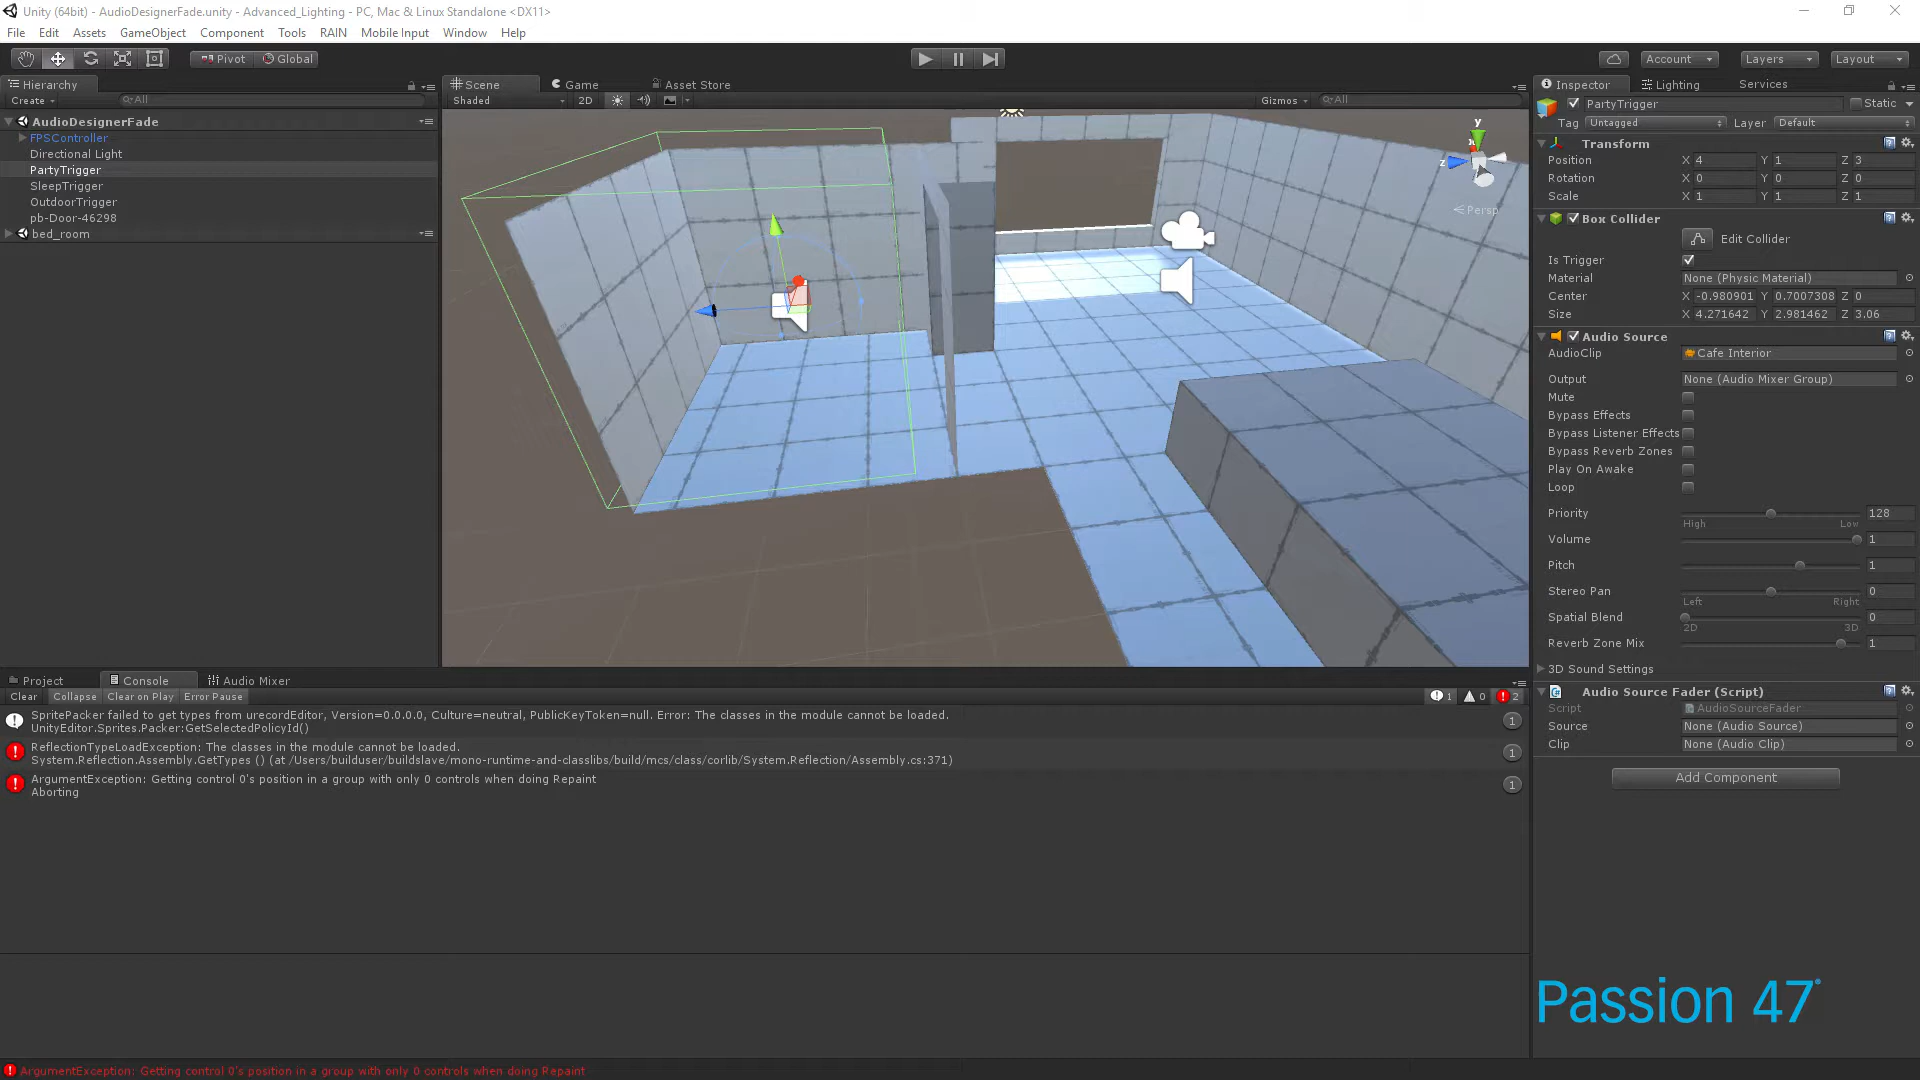 Unity (64bit) - AudioDesignerFade.unity - Advanced_Lighting - PC, Mac & Linux Standalone <DX11>
File Edit Assets GameObject Component Tools RAIN Mobile Input Window Help
Pivot Global Account Layers Layout
Hierarchy
Create All
AudioDesignerFade
FPSController
Directional Light
PartyTrigger
SleepTrigger
OutdoorTrigger
pb-Door-46298
bed_room
Scene Game Asset Store
Shaded 2D Gizmos All
y
x
z
Persp
Inspector Lighting Services
PartyTrigger Static
Tag Untagged Layer Default
Transform
Position X 4 Y 1 Z 3
Rotation X 0 Y 0 Z 0
Scale X 1 Y 1 Z 1
Box Collider
Edit Collider
Is Trigger
Material None (Physic Material)
Center X -0.980901 Y 0.7007308 Z 0
Size X 4.271642 Y 2.981462 Z 3.06
Audio Source
AudioClip Cafe Interior
Output None (Audio Mixer Group)
Mute
Bypass Effects
Bypass Listener Effects
Bypass Reverb Zones
Play On Awake
Loop
Priority 128
High Low
Volume 1
Pitch 1
Stereo Pan 0
Left Right
Spatial Blend 0
2D 3D
Reverb Zone Mix 1
3D Sound Settings
Audio Source Fader (Script)
Script AudioSourceFader
Source None (Audio Source)
Clip None (Audio Clip)
Add Component
Project Console Audio Mixer
Clear Collapse Clear on Play Error Pause 1 0 2
SpritePacker failed to get types from urecordEditor, Version=0.0.0.0, Culture=neutral, PublicKeyToken=null. Error: The classes in the module cannot be loaded. 1
UnityEditor.Sprites.Packer:GetSelectedPolicyId()
ReflectionTypeLoadException: The classes in the module cannot be loaded. 1
System.Reflection.Assembly.GetTypes () (at /Users/builduser/buildslave/mono-runtime-and-classlibs/build/mcs/class/corlib/System.Reflection/Assembly.cs:371)
ArgumentException: Getting control 0's position in a group with only 0 controls when doing Repaint 1
Aborting
Passion 47
ArgumentException: Getting control 0's position in a group with only 0 controls when doing Repaint